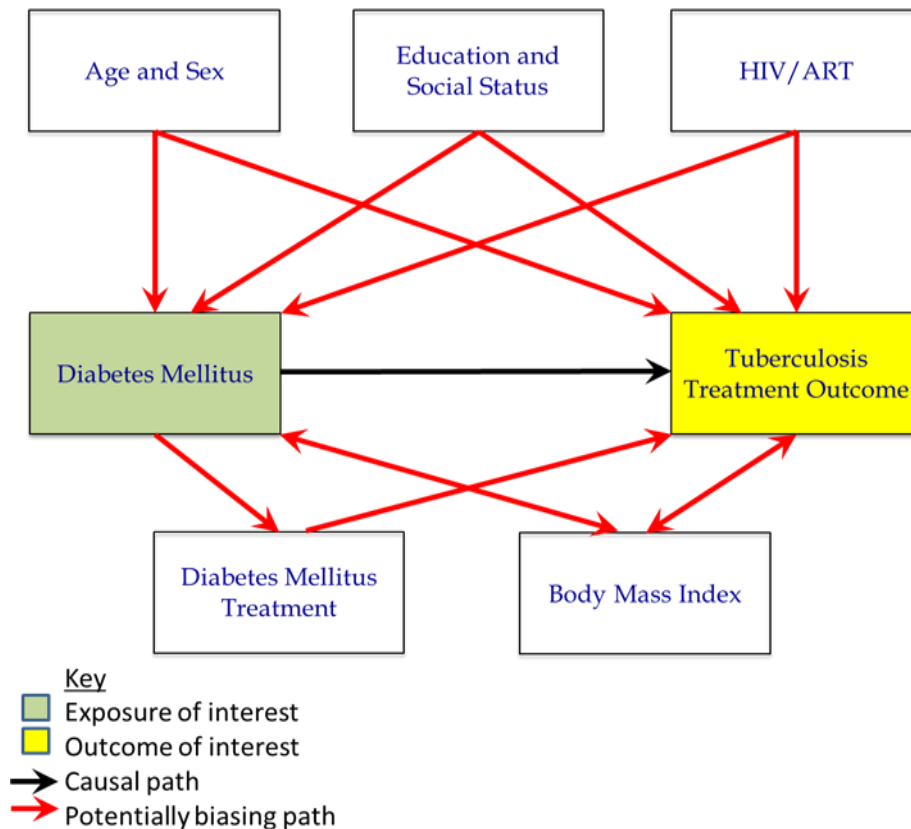 Age and Sex
Education and
Social Status
HIV/ART
Diabetes Mellitus
Tuberculosis
Treatment Outcome
Diabetes Mellitus
Treatment
Body Mass Index
Key
Exposure of interest
Outcome of interest
Causal path
Potentially biasing path